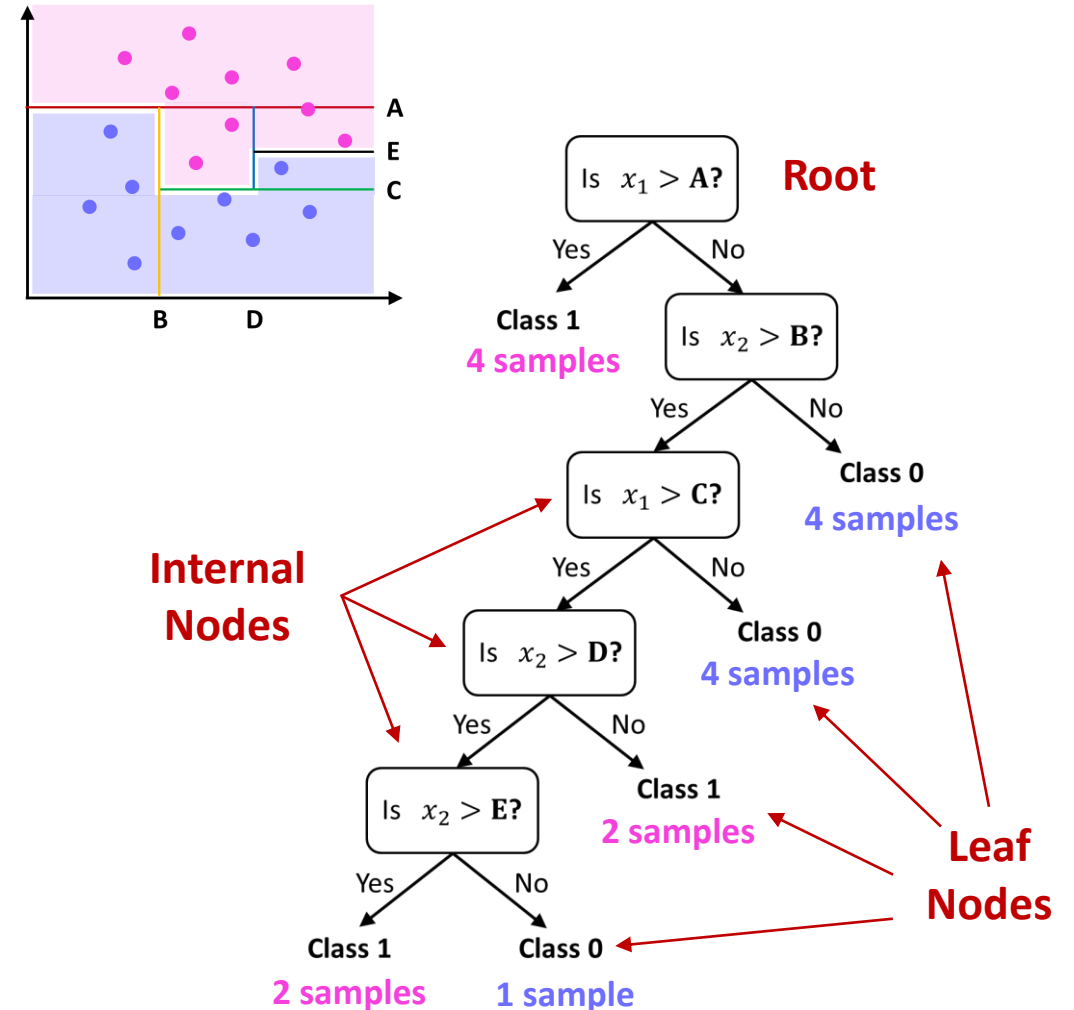 A
E
C
B D
Is x₁ > A?
Root
Yes No
Class 1
4 samples
Is x₂ > B?
Yes No
Is x₁ > C?
Class 0
4 samples
Internal
Nodes
Yes No
Is x₂ > D?
Class 0
4 samples
Yes No
Is x₂ > E?
Class 1
2 samples
Leaf
Nodes
Yes No
Class 1
2 samples
Class 0
1 sample